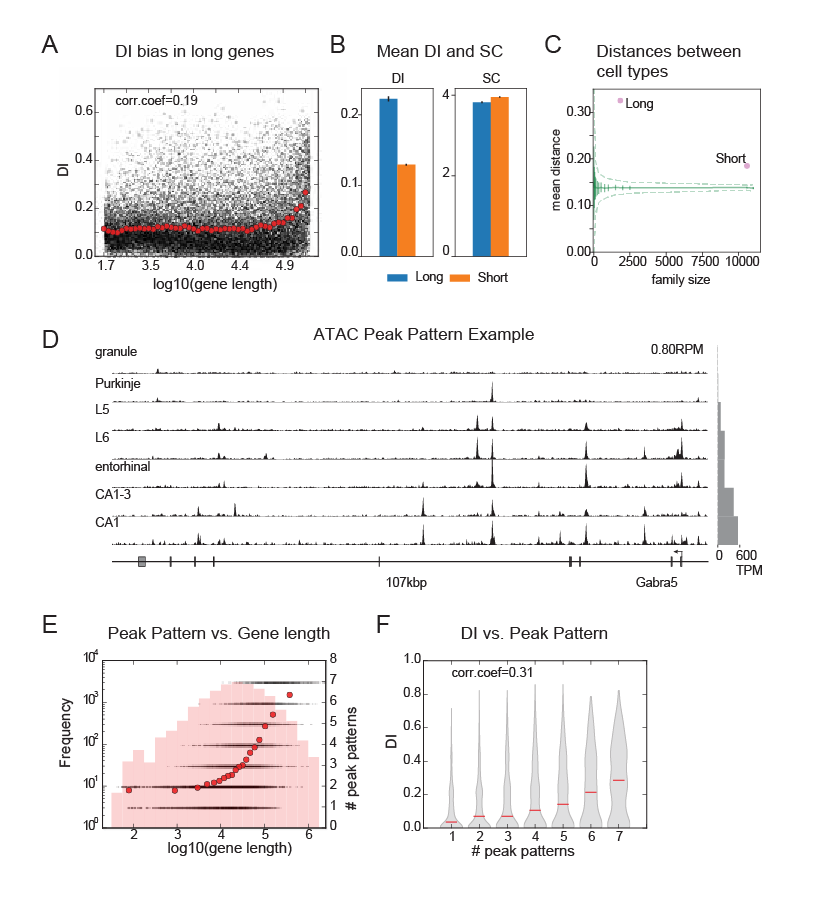 A
DI bias in long genes
corr.coef=0.19
DI
0.6
0.4
0.2
0.0
1.7 3.5 4.0 4.4 4.9
log10(gene length)
B
Mean DI and SC
DI
SC
0.2
0.1
0.0
4
2
0
Long
Short
C
Distances between
cell types
mean distance
0.30
0.20
0.10
0.00
Long
Short
0 2500 5000 7500 10000
family size
D
ATAC Peak Pattern Example
0.80RPM
granule
Purkinje
L5
L6
entorhinal
CA1-3
CA1
107kbp
Gabra5
0 600
TPM
E
Peak Pattern vs. Gene length
Frequency
10⁴
10³
10²
10¹
10⁰
8
7
6
5
4
3
2
1
0
# peak patterns
2 3 4 5 6
log10(gene length)
F
DI vs. Peak Pattern
corr.coef=0.31
DI
1.0
0.8
0.6
0.4
0.2
0.0
1 2 3 4 5 6 7
# peak patterns